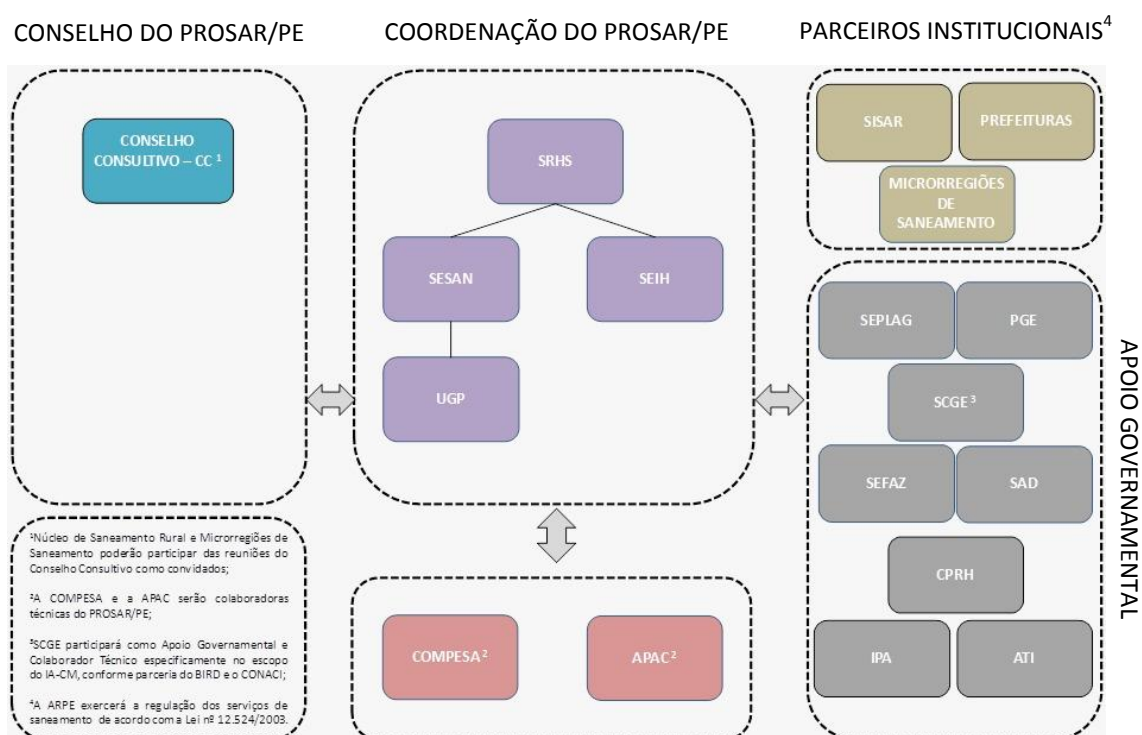 CONSELHO DO PROSAR/PE
COORDENAÇÃO DO PROSAR/PE
PARCEIROS INSTITUCIONAIS⁴
CONSELHO
CONSULTIVO – CC ¹
SRHS
SESAN
SEIH
UGP
SISAR
PREFEITURAS
MICRORREGIÕES
DE
SANEAMENTO
SEPLAG
PGE
SCGE ³
SEFAZ
SAD
CPRH
IPA
ATI
APOIO GOVERNAMENTAL
COMPESA²
APAC²
¹Núcleo de Saneamento Rural e Microrregiões de
Saneamento poderão participar das reuniões do
Conselho Consultivo como convidados;
²A COMPESA e a APAC serão colaboradoras
técnicas do PROSAR/PE;
³SCGE participará como Apoio Governamental e
Colaborador Técnico especificamente no escopo
do IA-CM, conforme parceria do BIRD e o CONACI;
⁴A ARPE exercerá a regulação dos serviços de
saneamento de acordo com a Lei nº 12.524/2003.